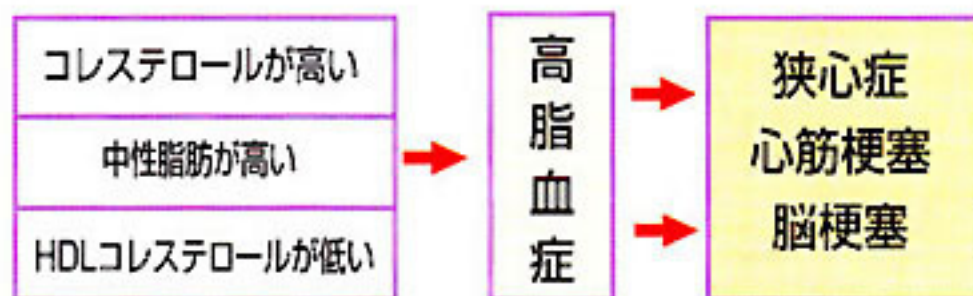 コレステロールが高い
中性脂肪が高い
HDLコレステロールが低い
高脂血症
狭心症
心筋梗塞
脳梗塞